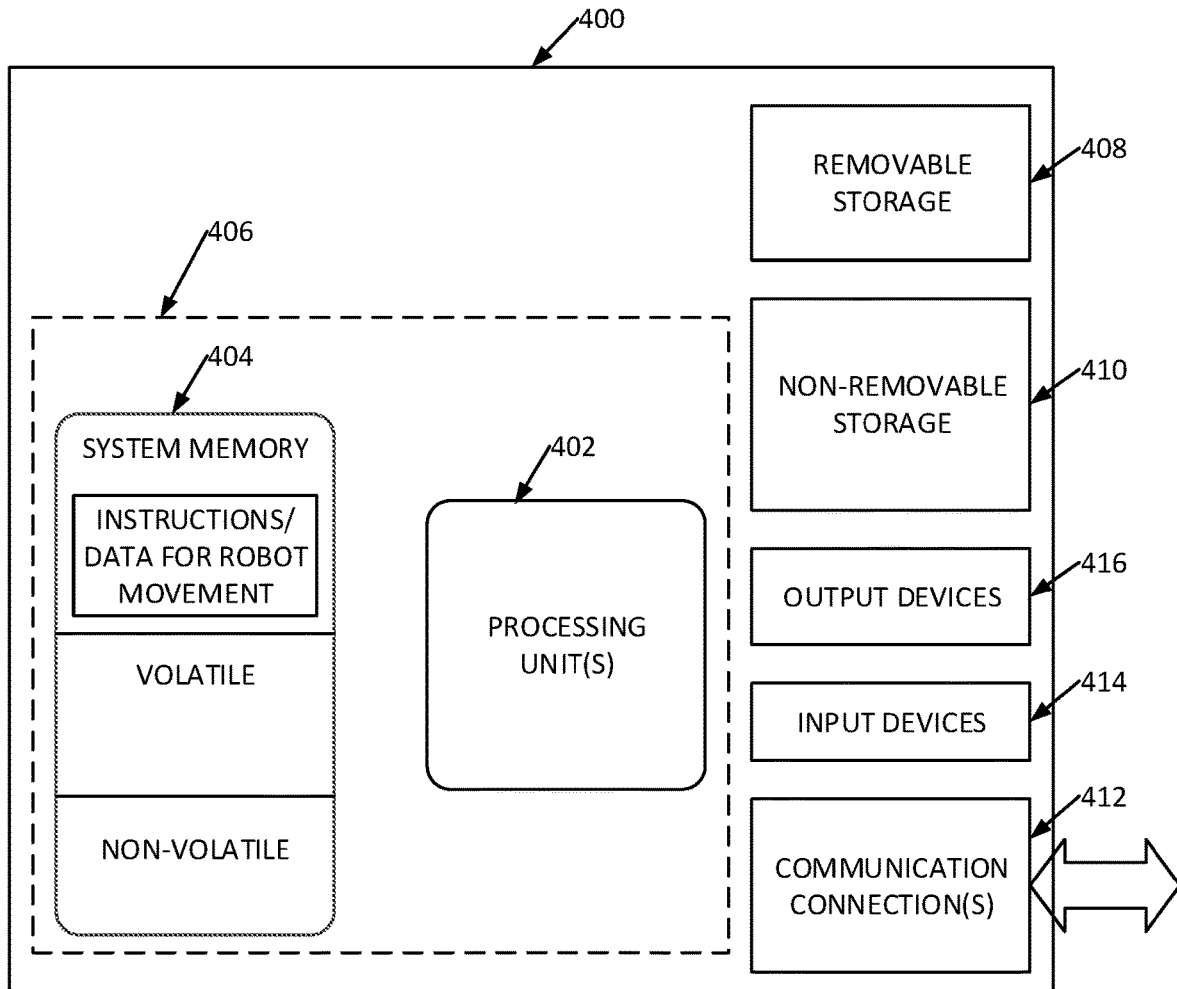 400
REMOVABLE
STORAGE
408
406
NON-REMOVABLE
STORAGE
410
404
SYSTEM MEMORY
INSTRUCTIONS/
DATA FOR ROBOT
MOVEMENT
VOLATILE
NON-VOLATILE
402
PROCESSING
UNIT(S)
OUTPUT DEVICES
416
INPUT DEVICES
414
COMMUNICATION
CONNECTION(S)
412